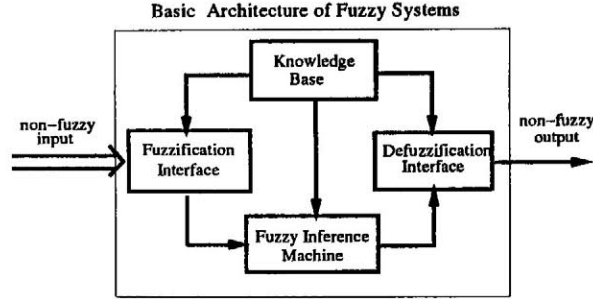 Basic Architecture of Fuzzy Systems
Knowledge
Base
non-fuzzy
input
Fuzzification
Interface
Defuzzification
Interface
non-fuzzy
output
Fuzzy Inference
Machine